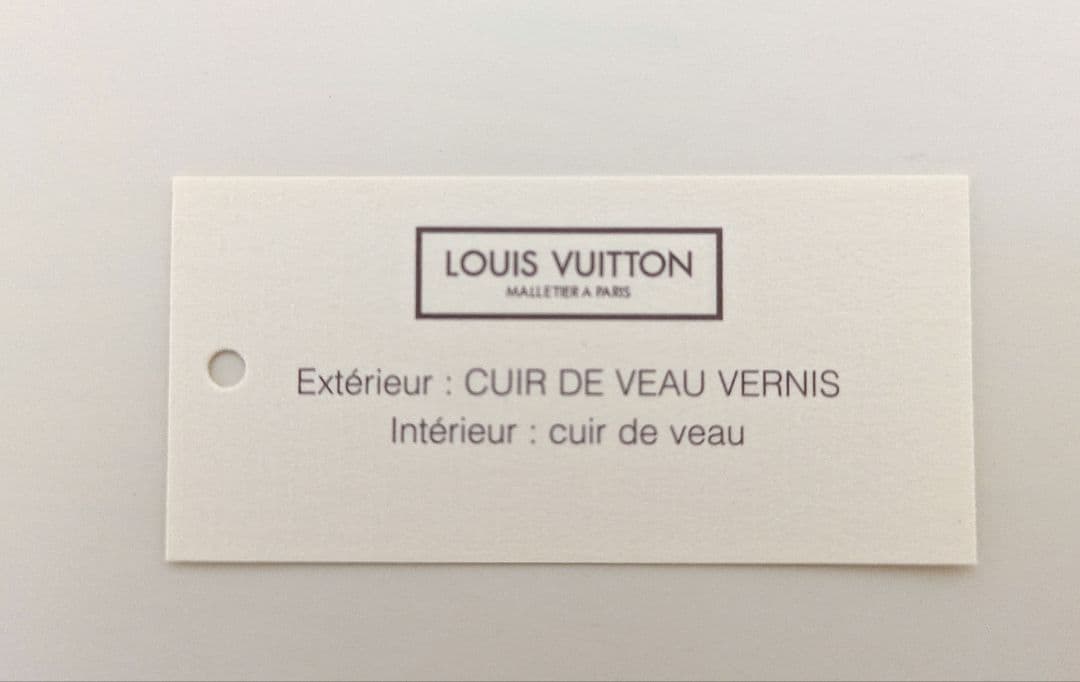 LOUIS VUITTON
MALLETIER A PARIS
Extérieur : CUIR DE VEAU VERNIS
Intérieur : cuir de veau